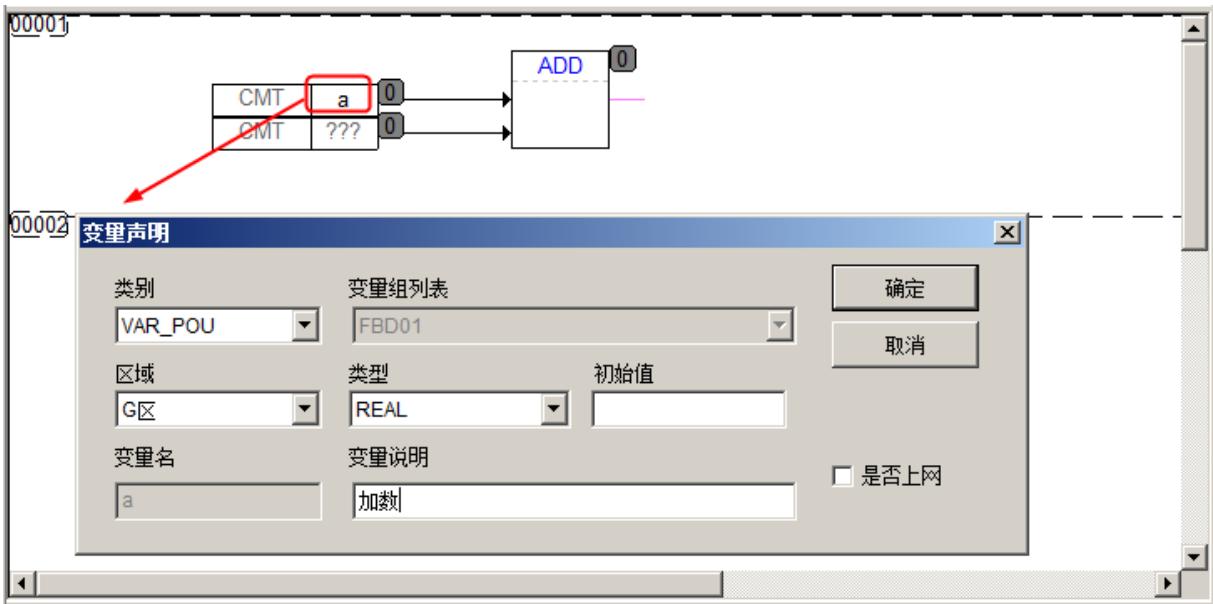 00001
ADD 0
CMT a 0
CMT ??? 0
00002
变量声明
类别 变量组列表 确定
VAR_POU FBD01
取消
区域 类型 初始值
G区 REAL
变量名 变量说明
是否上网
a 加数